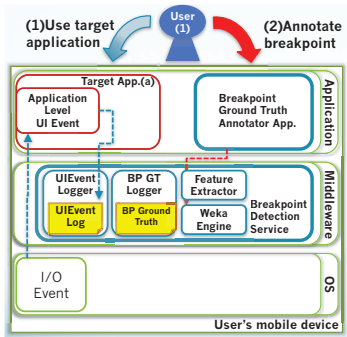 User
(1)
(1)Use target
application
(2)Annotate
breakpoint
Target App.(a)
Application
Level
UI Event
Breakpoint
Ground Truth
Annotator App.
Application
UIEvent
Logger
UIEvent
Log
BP GT
Logger
BP Ground
Truth
Feature
Extractor
Weka
Engine
Breakpoint
Detection
Service
Middleware
I/O
Event
OS
User's mobile device